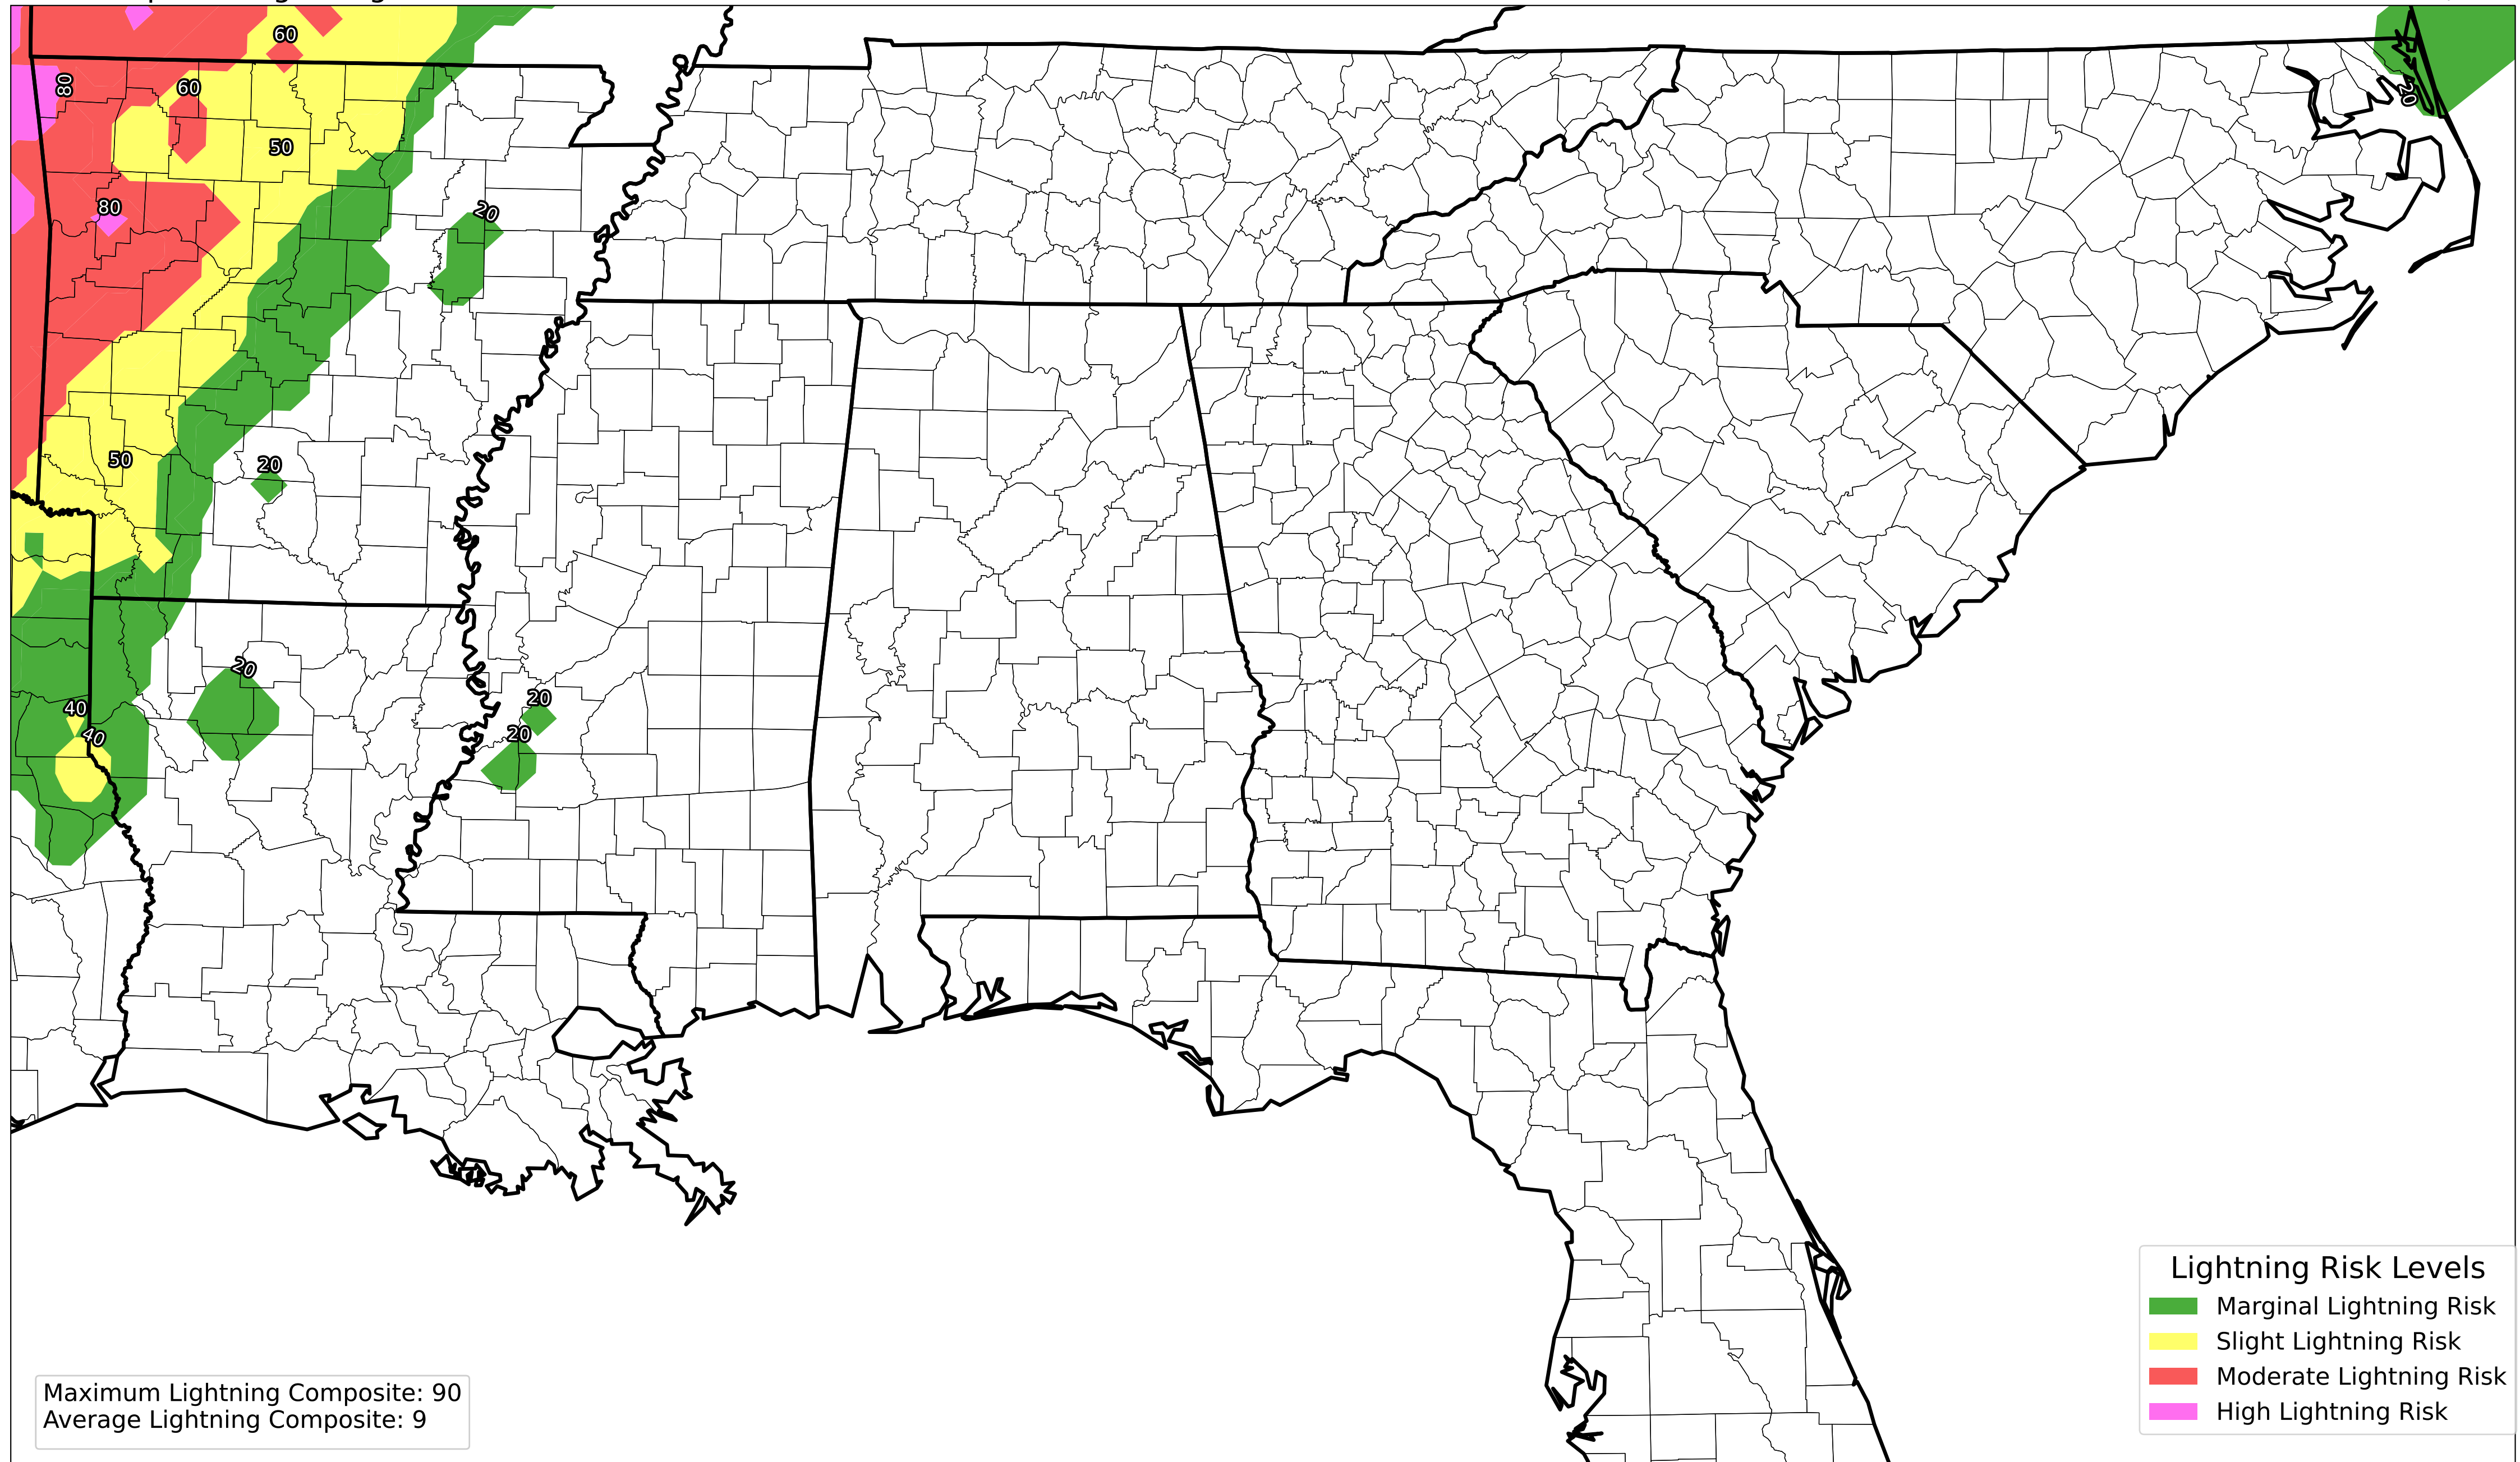 60
80
60
20
50
80
20
50
20
20
20
40
20
40
Lightning Risk Levels
Marginal Lightning Risk
Slight Lightning Risk
Moderate Lightning Risk
High Lightning Risk
Maximum Lightning Composite: 90
Average Lightning Composite: 9